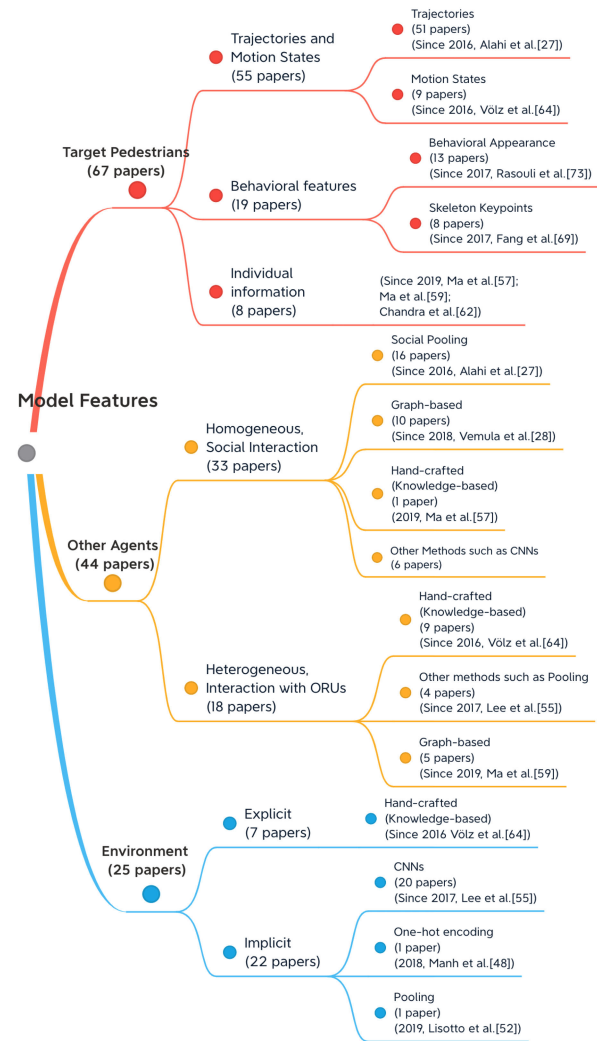 Model Features
Target Pedestrians
(67 papers)
Trajectories and
Motion States
(55 papers)
Trajectories
(51 papers)
(Since 2016, Alahi et al.[27])
Motion States
(9 papers)
(Since 2016, Völz et al.[64])
Behavioral features
(19 papers)
Behavioral Appearance
(13 papers)
(Since 2017, Rasouli et al.[73])
Skeleton Keypoints
(8 papers)
(Since 2017, Fang et al.[69])
Individual
information
(8 papers)
(Since 2019, Ma et al.[57];
Ma et al.[59];
Chandra et al.[62])
Other Agents
(44 papers)
Homogeneous,
Social Interaction
(33 papers)
Social Pooling
(16 papers)
(Since 2016, Alahi et al.[27])
Graph-based
(10 papers)
(Since 2018, Vemula et al.[28])
Hand-crafted
(Knowledge-based)
(1 paper)
(2019, Ma et al.[57])
Other Methods such as CNNs
(6 papers)
Heterogeneous,
Interaction with ORUs
(18 papers)
Hand-crafted
(Knowledge-based)
(9 papers)
(Since 2016, Völz et al.[64])
Other methods such as Pooling
(4 papers)
(Since 2017, Lee et al.[55])
Graph-based
(5 papers)
(Since 2019, Ma et al.[59])
Environment
(25 papers)
Explicit
(7 papers)
Hand-crafted
(Knowledge-based)
(Since 2016 Völz et al.[64])
Implicit
(22 papers)
CNNs
(20 papers)
(Since 2017, Lee et al.[55])
One-hot encoding
(1 paper)
(2018, Manh et al.[48])
Pooling
(1 paper)
(2019, Lisotto et al.[52])